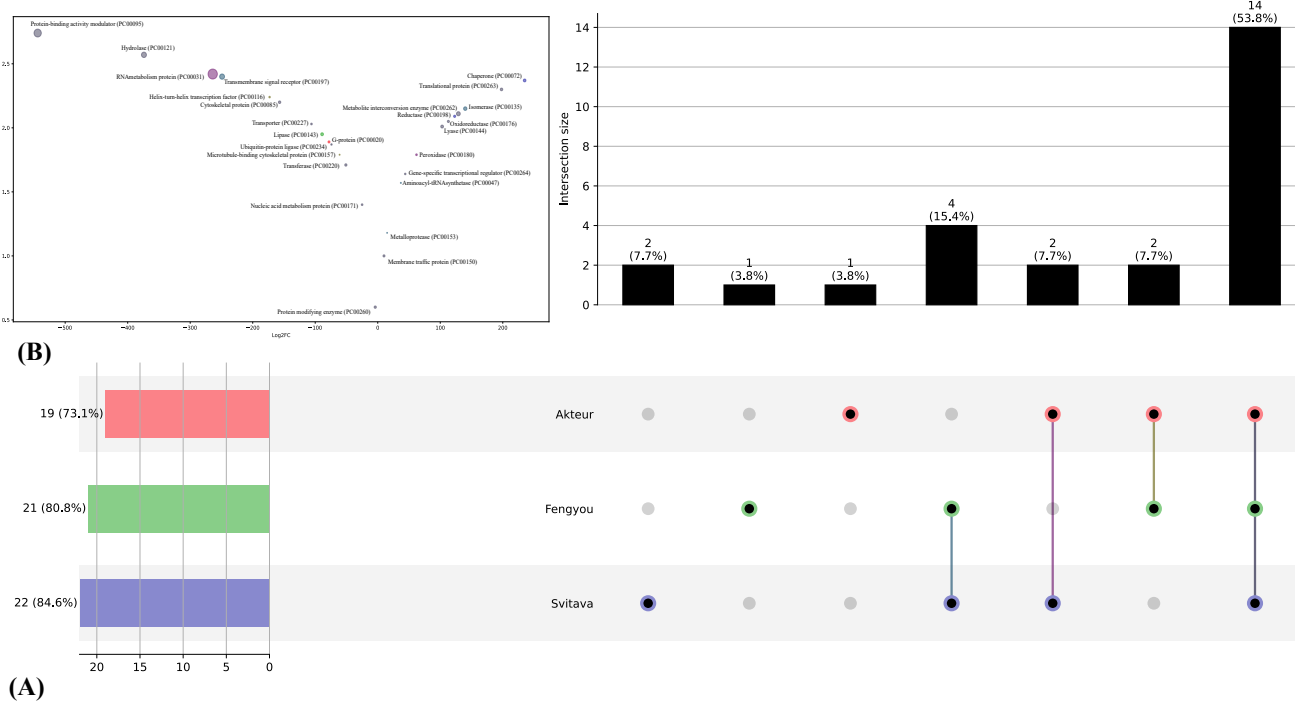 Protein-binding activity modulator (PC00095)
Hydrolase (PC00121)
RNAmetabolism protein (PC00031)
Transmembrane signal receptor (PC00197)
Helix-turn-helix transcription factor (PC00116)
Cytoskeletal protein (PC00085)
Transporter (PC00227)
Lipase (PC00143)
G-protein (PC00020)
Ubiquitin-protein ligase (PC00234)
Microtubule-binding cytoskeletal protein (PC00157)
Transferase (PC00220)
Nucleic acid metabolism protein (PC00171)
Chaperone (PC00072)
Translational protein (PC00263)
Metabolite interconversion enzyme (PC00262)
Isomerase (PC00135)
Reductase (PC00198)
Oxidoreductase (PC00176)
Lyase (PC00144)
Peroxidase (PC00180)
Gene-specific transcriptional regulator (PC00264)
Aminoacyl-tRNAsynthetase (PC00047)
Metalloprotease (PC00153)
Membrane traffic protein (PC00150)
Protein modifying enzyme (PC00260)
2.5
2.0
1.5
1.0
0.5
−500 −400 −300 −200 −100 0 100 200
Log2FC
(B)
Intersection size
14
12
10
8
6
4
2
0
2
(7.7%)
1
(3.8%)
1
(3.8%)
4
(15.4%)
2
(7.7%)
2
(7.7%)
14
(53.8%)
19 (73.1%)
Akteur
21 (80.8%)
Fengyou
22 (84.6%)
Svitava
20 15 10 5 0
(A)